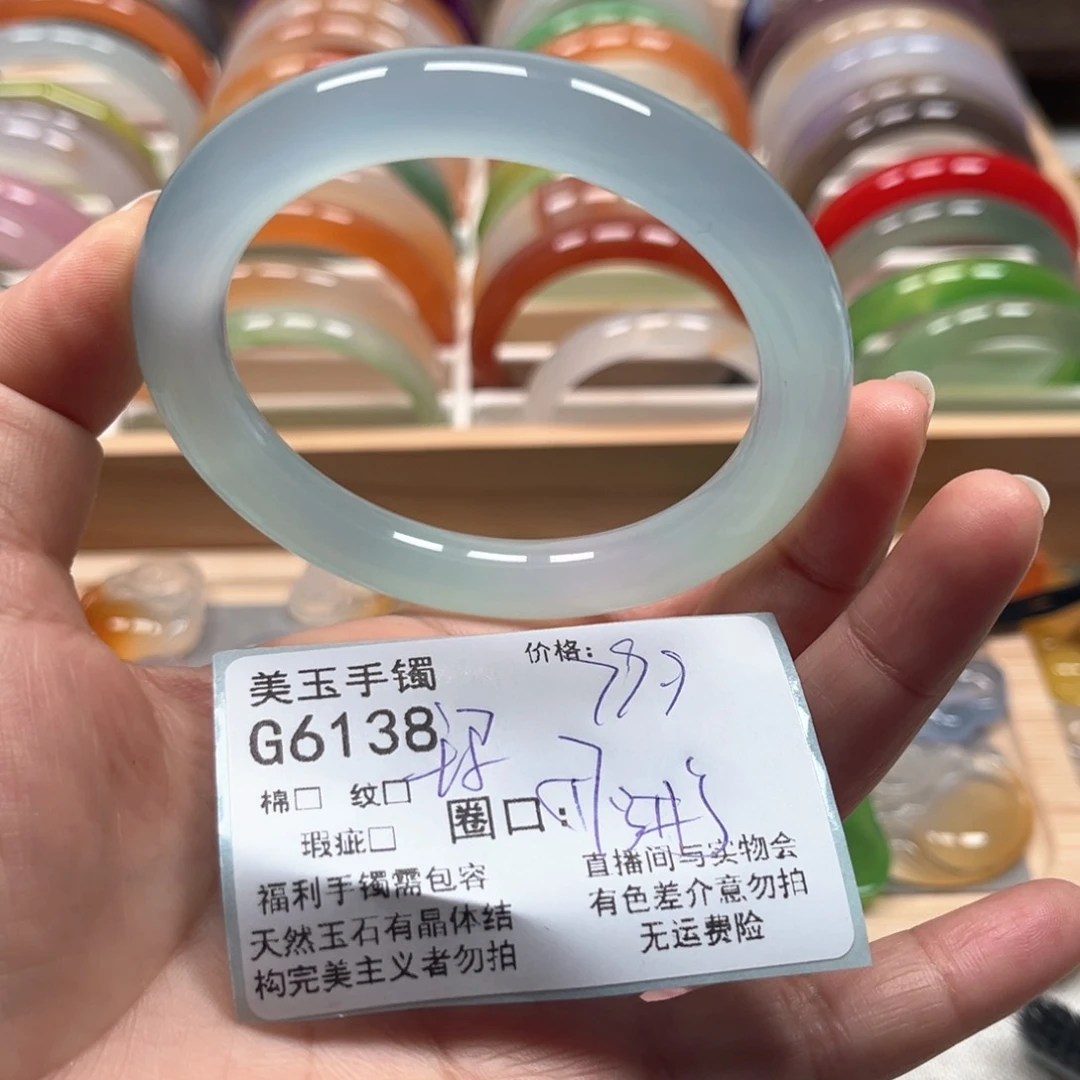 美玉手镯
价格:
G6138
棉□ 纹□
圈口:
瑕疵□
福利手镯需包容
天然玉石有晶体结
构完美主义者勿拍
直播间与实物会
有色差介意勿拍
无运费险